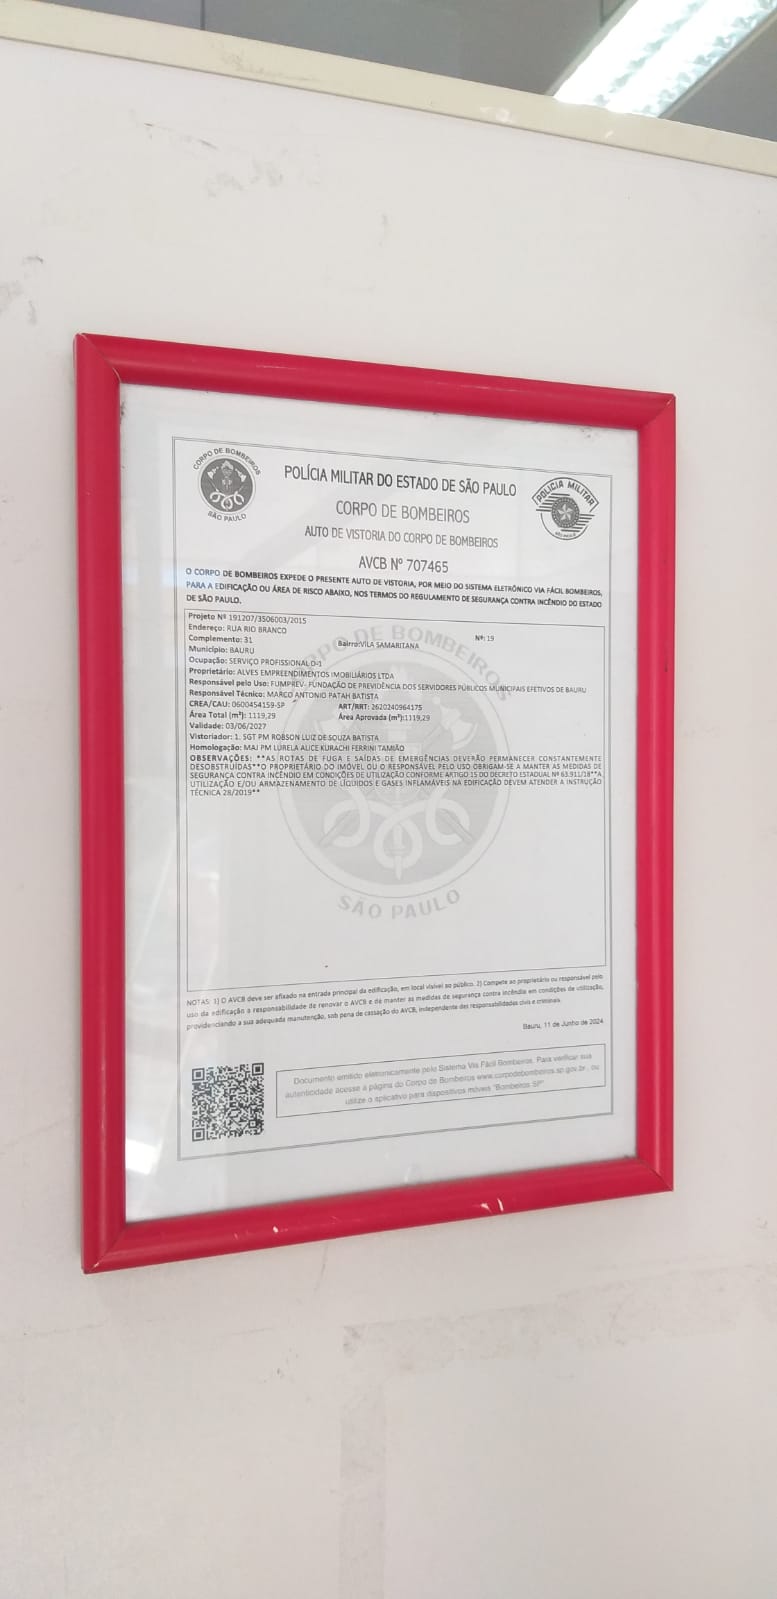 CORPO DE BOMBEIROS
SÃO PAULO
POLÍCIA MILITAR DO ESTADO DE SÃO PAULO
POLICIA MILITAR
SÃO PAULO
CORPO DE BOMBEIROS
AUTO DE VISTORIA DO CORPO DE BOMBEIROS
AVCB Nº 707465
O CORPO DE BOMBEIROS EXPEDE O PRESENTE AUTO DE VISTORIA, POR MEIO DO SISTEMA ELETRÔNICO VIA FÁCIL BOMBEIROS,
PARA A EDIFICAÇÃO OU ÁREA DE RISCO ABAIXO, NOS TERMOS DO REGULAMENTO DE SEGURANÇA CONTRA INCÊNDIO DO ESTADO
DE SÃO PAULO.
Projeto Nº 191207/3506003/2015
Endereço: RUA RIO BRANCO Nº: 19
Complemento: 31 Bairro:VILA SAMARITANA
Município: BAURU
Ocupação: SERVIÇO PROFISSIONAL D-1
Proprietário: ALVES EMPREENDIMENTOS IMOBILIÁRIOS LTDA
Responsável pelo Uso: FUMPREV- FUNDAÇÃO DE PREVIDÊNCIA DOS SERVIDORES PÚBLICOS MUNICIPAIS EFETIVOS DE BAURU
Responsável Técnico: MARCO ANTONIO PATAH BATISTA
CREA/CAU: 0600454159-SP ART/RRT: 2620240964175
Área Total (m²): 1119,29 Área Aprovada (m²):1119,29
Validade: 03/06/2027
Vistoriador: 1. SGT PM ROBSON LUIZ DE SOUZA BATISTA
Homologação: MAJ PM LURELA ALICE KURACHI FERRINI TAMIÃO
OBSERVAÇÕES: **AS ROTAS DE FUGA E SAÍDAS DE EMERGÊNCIAS DEVERÃO PERMANECER CONSTANTEMENTE
DESOBSTRUÍDAS**O PROPRIETÁRIO DO IMÓVEL OU O RESPONSÁVEL PELO USO OBRIGAM-SE A MANTER AS MEDIDAS DE
SEGURANÇA CONTRA INCÊNDIO EM CONDIÇÕES DE UTILIZAÇÃO CONFORME ARTIGO 15 DO DECRETO ESTADUAL Nº 63.911/18**A
UTILIZAÇÃO E/OU ARMAZENAMENTO DE LÍQUIDOS E GASES INFLAMÁVEIS NA EDIFICAÇÃO DEVEM ATENDER A INSTRUÇÃO
TÉCNICA 28/2019**
CORPO DE BOMBEIROS
SÃO PAULO
NOTAS: 1) O AVCB deve ser afixado na entrada principal da edificação, em local visível ao público. 2) Compete ao proprietário ou responsável pelo
uso da edificação a responsabilidade de renovar o AVCB e de manter as medidas de segurança contra incêndio em condições de utilização,
providenciando a sua adequada manutenção, sob pena de cassação do AVCB, independente das responsabilidades civis e criminais.
Bauru, 11 de Junho de 2024
Documento emitido eletronicamente pelo Sistema Via Fácil Bombeiros. Para verificar sua
autenticidade acesse a página do Corpo de Bombeiros www.corpodebombeiros.sp.gov.br , ou
utilize o aplicativo para dispositivos móveis "Bombeiros SP"